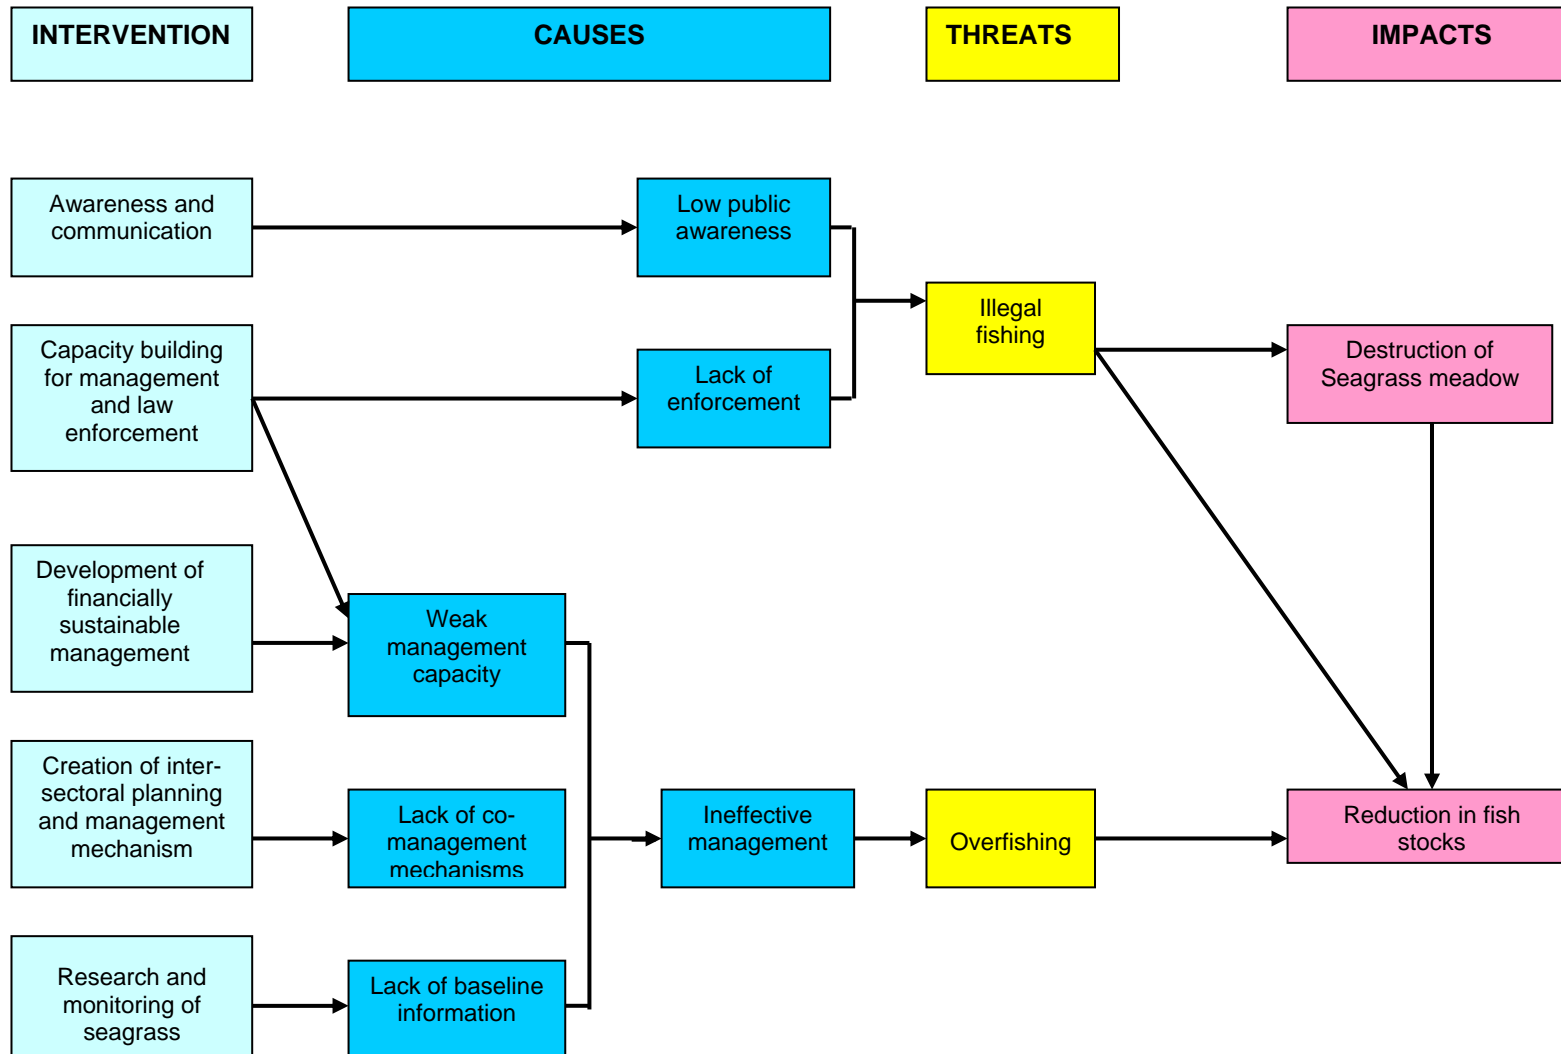 INTERVENTION
CAUSES
THREATS
IMPACTS
Awareness and
communication
Low public
awareness
Illegal
fishing
Capacity building
for management
and law
enforcement
Lack of
enforcement
Destruction of
Seagrass meadow
Development of
financially
sustainable
management
Weak
management
capacity
Creation of inter-
sectoral planning
and management
mechanism
Lack of co-
management
mechanisms
Ineffective
management
Overfishing
Reduction in fish
stocks
Research and
monitoring of
seagrass
Lack of baseline
information